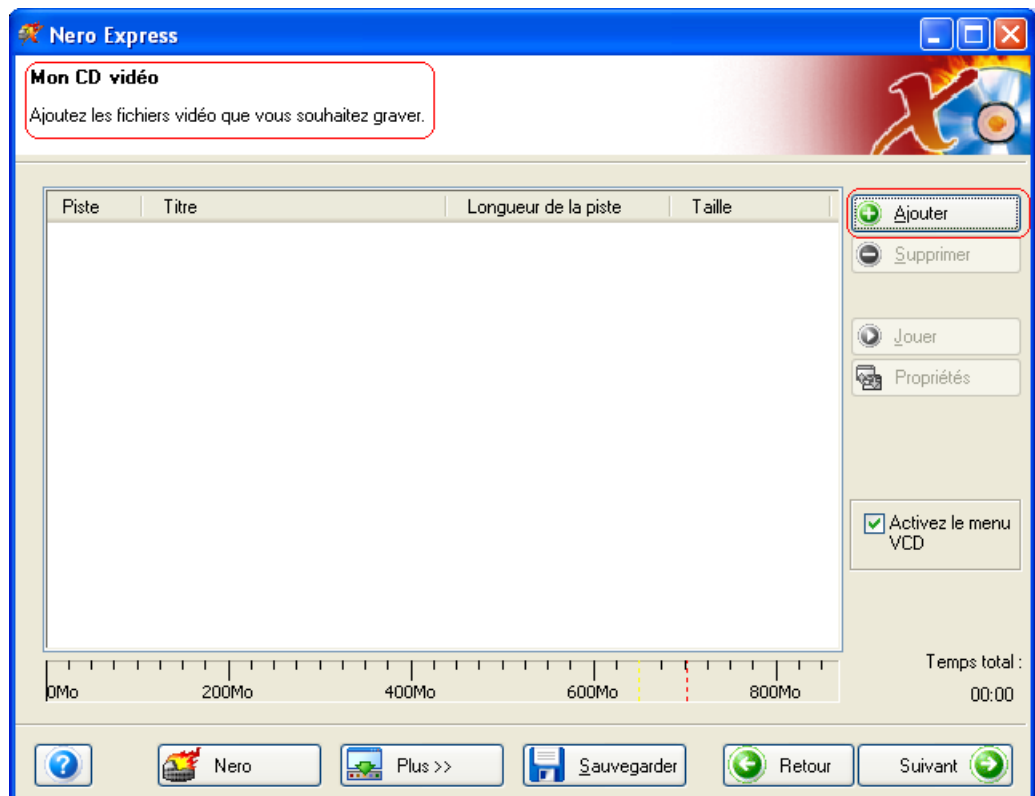 Nero Express
Mon CD vidéo
Ajoutez les fichiers vidéo que vous souhaitez graver.
Piste Titre Longueur de la piste Taille
Ajouter
Supprimer
Jouer
Propriétés
Activez le menu
VCD
Temps total :
0Mo 200Mo 400Mo 600Mo 800Mo
00:00
? Nero Plus >> Sauvegarder Retour Suivant